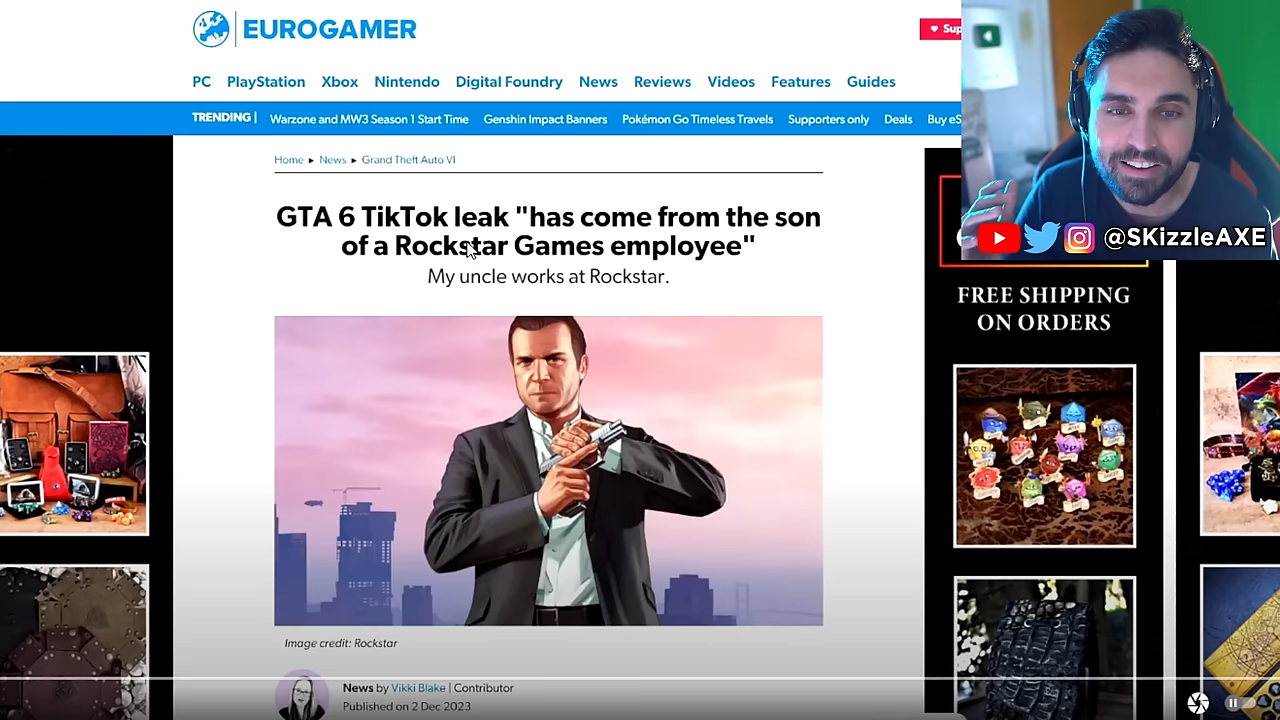 EUROGAMER
Sup
PC PlayStation Xbox Nintendo Digital Foundry News Reviews Videos Features Guides
TRENDING | Warzone and MW3 Season 1 Start Time Genshin Impact Banners Pokémon Go Timeless Travels Supporters only Deals Buy eS
@SKizzleAXE
Home ▸ News ▸ Grand Theft Auto VI
GTA 6 TikTok leak "has come from the son
of a Rockstar Games employee"
My uncle works at Rockstar.
FREE SHIPPING
ON ORDERS
Image credit: Rockstar
News by Vikki Blake | Contributor
Published on 2 Dec 2023